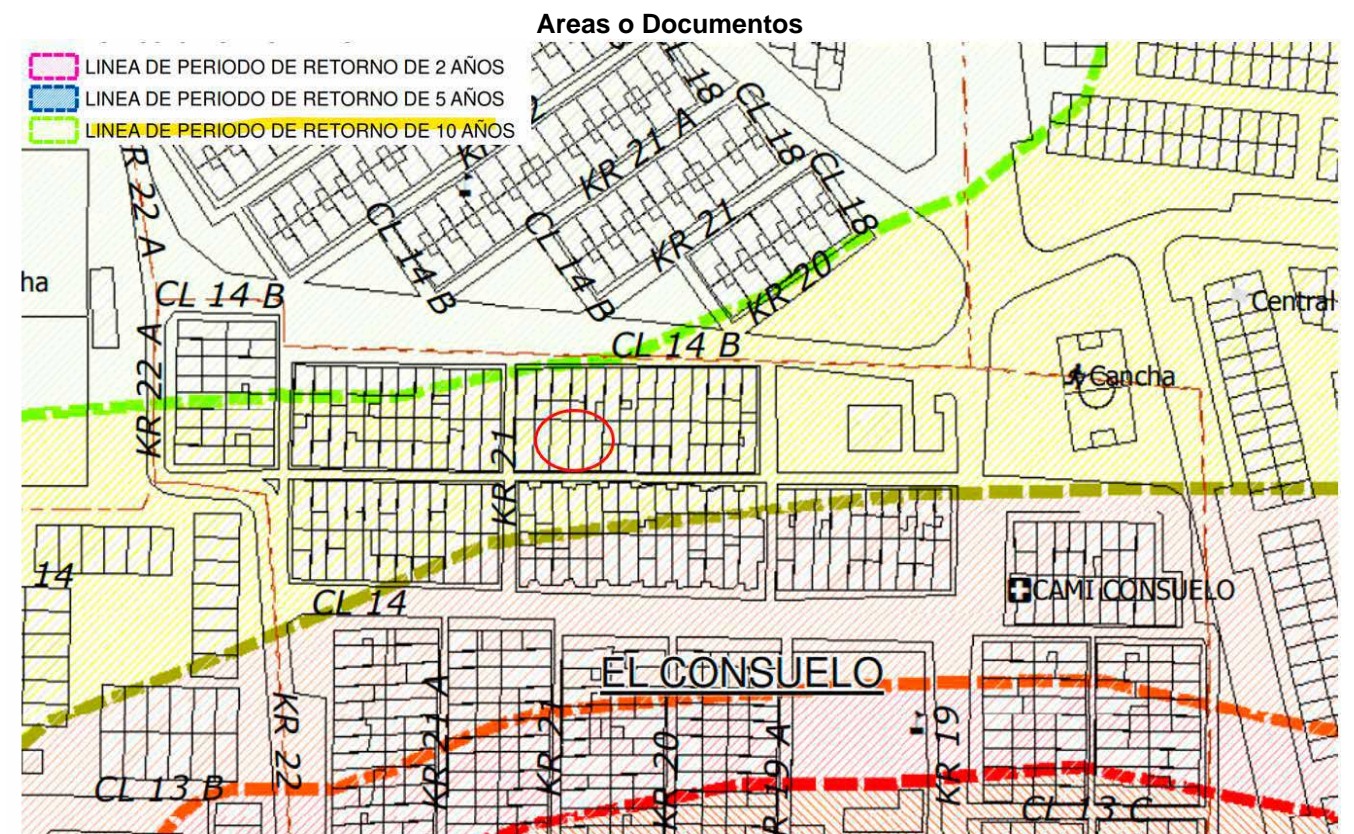 Areas o Documentos
LINEA DE PERIODO DE RETORNO DE 2 AÑOS
LINEA DE PERIODO DE RETORNO DE 5 AÑOS
LINEA DE PERIODO DE RETORNO DE 10 AÑOS
CL 18
CL 18
CL 18
KR 21 A
R 22 A
CL 14 B
CL 14 B
KR 21
KR 20
ha
CL 14 B
Central
CL 14 B
KR 22 A
Cancha
KR 21
14
CL 14
CAMI CONSUELO
EL CONSUELO
KR 22
KR 21 A
KR 21
KR 20
R 19 A
KR 19
CL 13 B
CL 13 C